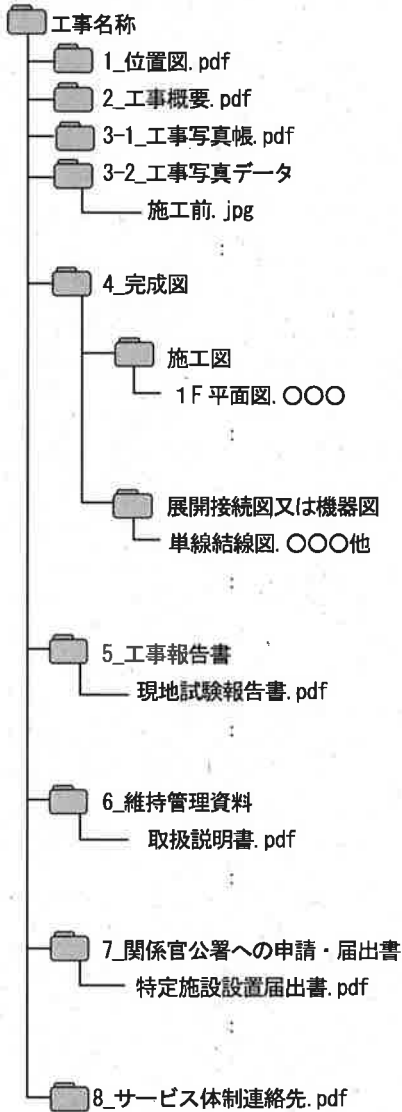 工事名称
1_位置図.pdf
2_工事概要.pdf
3-1_工事写真帳.pdf
3-2_工事写真データ
施工前.jpg
:
4_完成図
施工図
1F平面図.○○○
:
展開接続図又は機器図
単線結線図.○○○他
:
5_工事報告書
現地試験報告書.pdf
:
6_維持管理資料
取扱説明書.pdf
:
7_関係官公署への申請・届出書
特定施設設置届出書.pdf
:
8_サービス体制連絡先.pdf